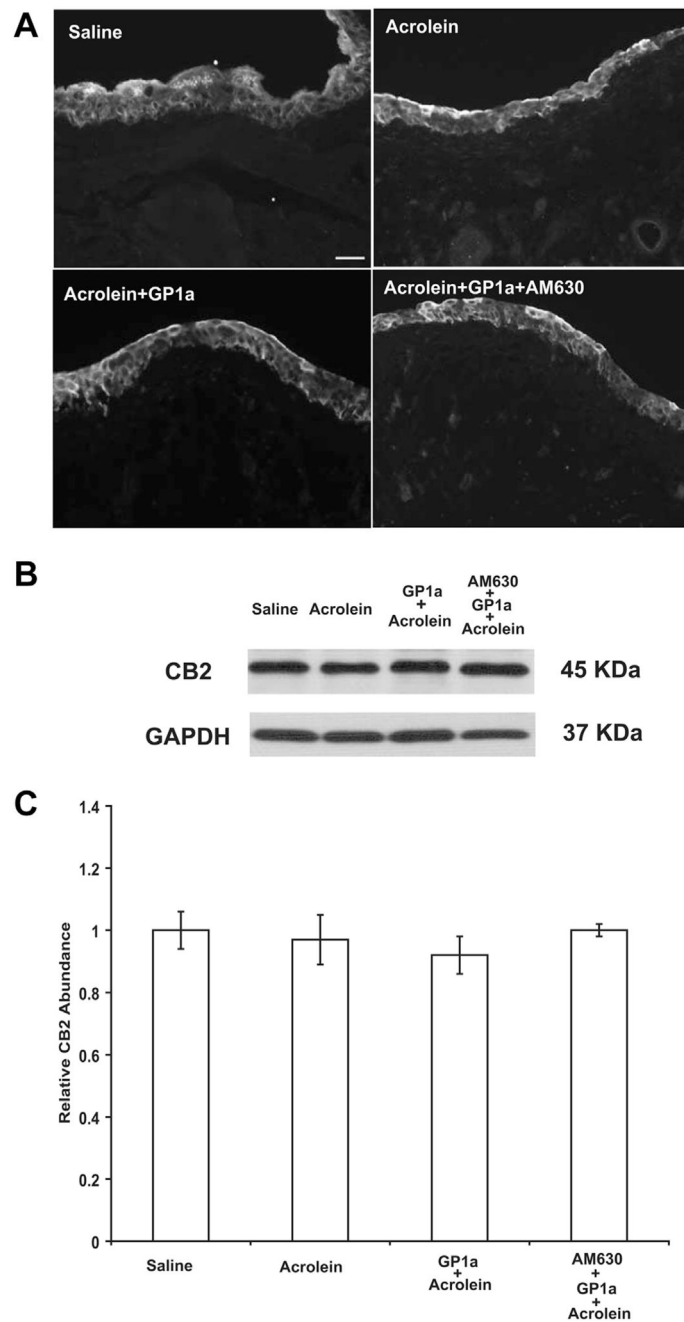 A
Saline
Acrolein
Acrolein+GP1a
Acrolein+GP1a+AM630
B
Saline
Acrolein
GP1a
+
Acrolein
AM630
+
GP1a
+
Acrolein
CB2
45 KDa
GAPDH
37 KDa
C
Relative CB2 Abundance
1.4
1.2
1
0.8
0.6
0.4
0.2
0
Saline
Acrolein
GP1a
+
Acrolein
AM630
+
GP1a
+
Acrolein